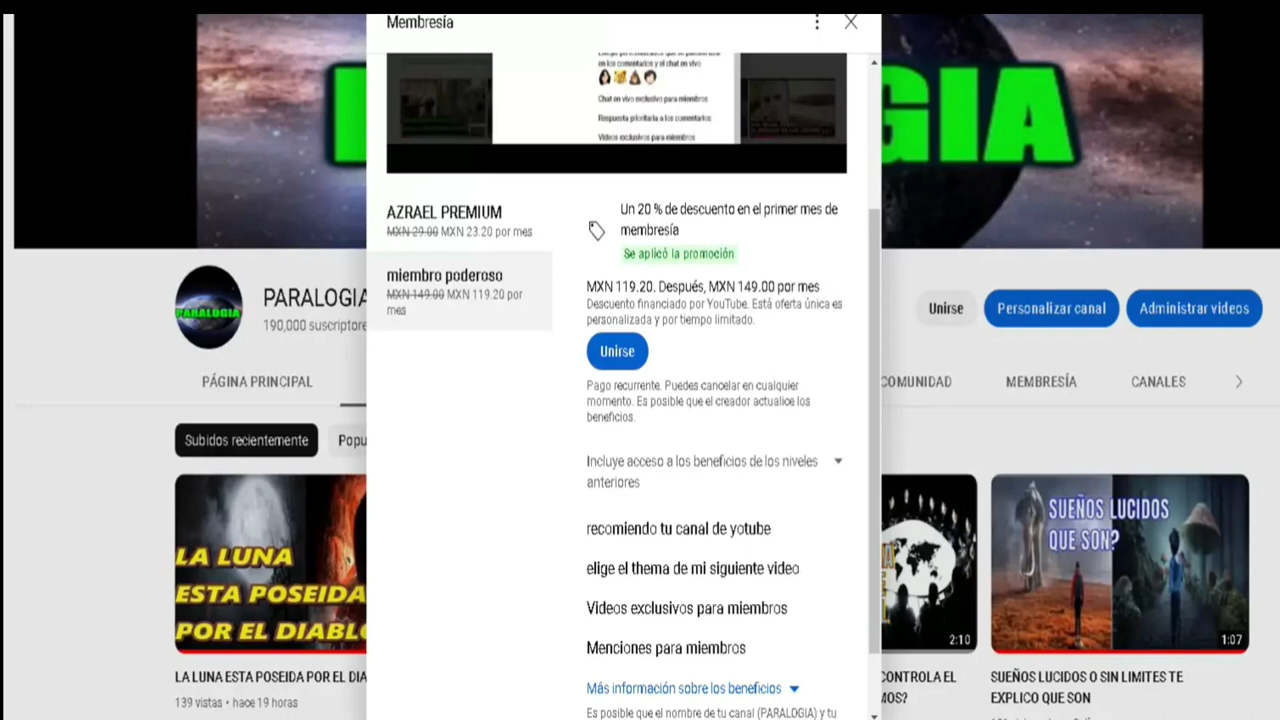 Membresía
en los comentarios y el chat en vivo
Chat en vivo exclusivo para miembros
Respuesta prioritaria a los comentarios
Videos exclusivos para miembros
GIA
AZRAEL PREMIUM
MXN 29.00 MXN 23.20 por mes
miembro poderoso
MXN 149.00 MXN 119.20 por
mes
Un 20 % de descuento en el primer mes de
membresía
Se aplicó la promoción
MXN 119.20. Después, MXN 149.00 por mes
Descuento financiado por YouTube. Esta oferta única es
personalizada y por tiempo limitado.
Unirse
Pago recurrente. Puedes cancelar en cualquier
momento. Es posible que el creador actualice los
beneficios.
Incluye acceso a los beneficios de los niveles
anteriores
recomiendo tu canal de yotube
elige el thema de mi siguiente video
Videos exclusivos para miembros
Menciones para miembros
Más información sobre los beneficios
Es posible que el nombre de tu canal (PARALOGIA) y tu
PARALOGIA
PARALOGIA
190,000 suscriptore
Unirse
Personalizar canal
Administrar videos
PÁGINA PRINCIPAL
COMUNIDAD
MEMBRESÍA
CANALES
Subidos recientemente
Popu
LA LUNA
ESTA POSEIDA
POR EL DIABLO
LA LUNA ESTA POSEIDA POR EL DIA
139 vistas • hace 19 horas
2:10
CONTROLA EL
MOS?
SUEÑOS LUCIDOS
QUE SON?
1:07
SUEÑOS LUCIDOS O SIN LIMITES TE
EXPLICO QUE SON